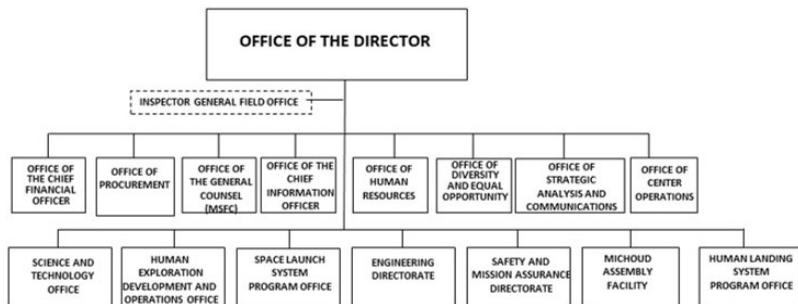 OFFICE OF THE DIRECTOR
INSPECTOR GENERAL FIELD OFFICE
OFFICE OF
THE CHIEF
FINANCIAL
OFFICER
OFFICE OF
PROCUREMENT
OFFICE OF
THE GENERAL
COUNSEL
(MSFC)
OFFICE OF THE
CHIEF
INFORMATION
OFFICER
OFFICE OF
HUMAN
RESOURCES
OFFICE OF
DIVERSITY
AND EQUAL
OPPORTUNITY
OFFICE OF
STRATEGIC
ANALYSIS AND
COMMUNICATIONS
OFFICE OF
CENTER
OPERATIONS
SCIENCE AND
TECHNOLOGY
OFFICE
HUMAN
EXPLORATION
DEVELOPMENT AND
OPERATIONS OFFICE
SPACE LAUNCH
SYSTEM
PROGRAM OFFICE
ENGINEERING
DIRECTORATE
SAFETY AND
MISSION ASSURANCE
DIRECTORATE
MICHOUD
ASSEMBLY
FACILITY
HUMAN LANDING
SYSTEM
PROGRAM OFFICE